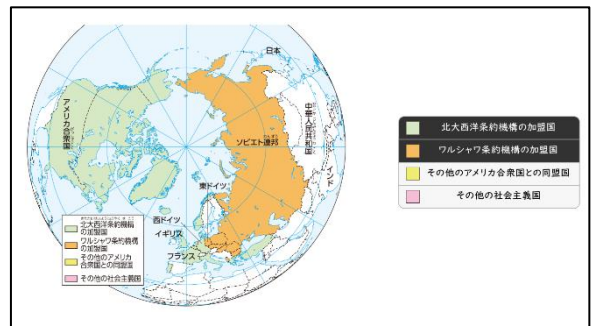 日本
アメリカ合衆国
中華人民共和国
ソビエト連邦
インド
東ドイツ
西ドイツ
イギリス
フランス
北大西洋条約機構
の加盟国
ワルシャワ条約機構
の加盟国
その他のアメリカ
合衆国との同盟国
その他の社会主義国
北大西洋条約機構の加盟国
ワルシャワ条約機構の加盟国
その他のアメリカ合衆国との同盟国
その他の社会主義国